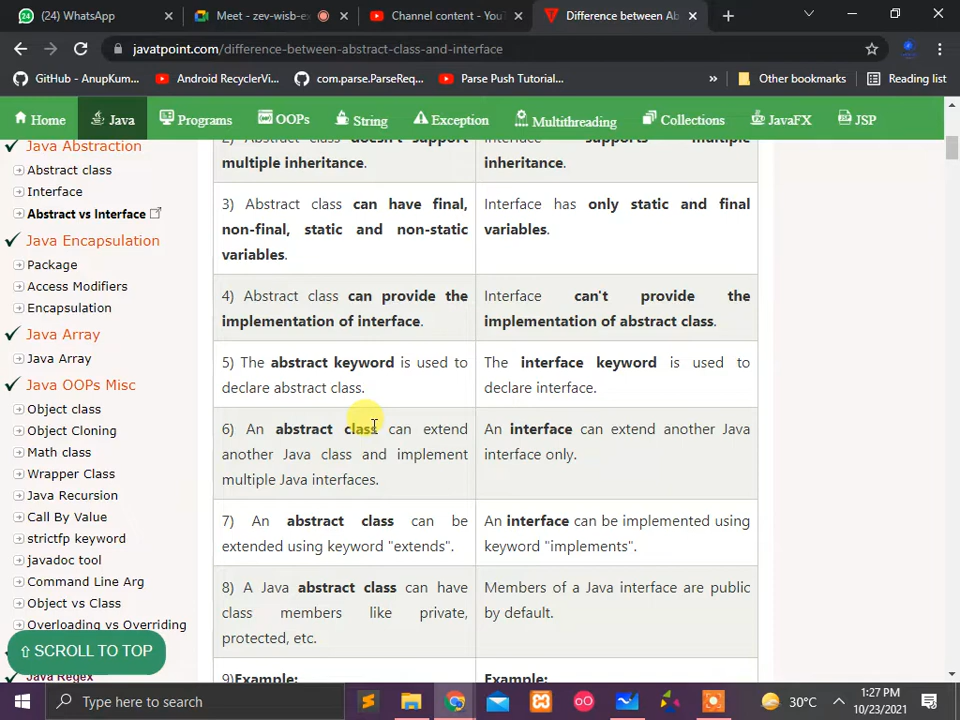 (24) WhatsApp
Meet - zev-wisb-e
Channel content - You
Difference between Ab
javatpoint.com/difference-between-abstract-class-and-interface
GitHub - AnupKum...
Android RecyclerVi...
com.parse.ParseReq...
Parse Push Tutorial...
»
Other bookmarks
Reading list
Home
Java
Programs
OOPs
String
Exception
Multithreading
Collections
JavaFX
JSP
Java Abstraction
Abstract class
Interface
Abstract vs Interface
Java Encapsulation
Package
Access Modifiers
Encapsulation
Java Array
Java Array
Java OOPs Misc
Object class
Object Cloning
Math class
Wrapper Class
Java Recursion
Call By Value
strictfp keyword
javadoc tool
Command Line Arg
Object vs Class
Overloading vs Overriding
SCROLL TO TOP
Java Regex
2) Abstract class doesn't support
multiple inheritance.
Interface supports multiple
inheritance.
3) Abstract class can have final,
non-final, static and non-static
variables.
Interface has only static and final
variables.
4) Abstract class can provide the
implementation of interface.
Interface can't provide the
implementation of abstract class.
5) The abstract keyword is used to
declare abstract class.
The interface keyword is used to
declare interface.
6) An abstract class can extend
another Java class and implement
multiple Java interfaces.
An interface can extend another Java
interface only.
7) An abstract class can be
extended using keyword "extends".
An interface can be implemented using
keyword "implements".
8) A Java abstract class can have
class members like private,
protected, etc.
Members of a Java interface are public
by default.
9)Example:
Example:
Type here to search
30°C
1:27 PM
10/23/2021